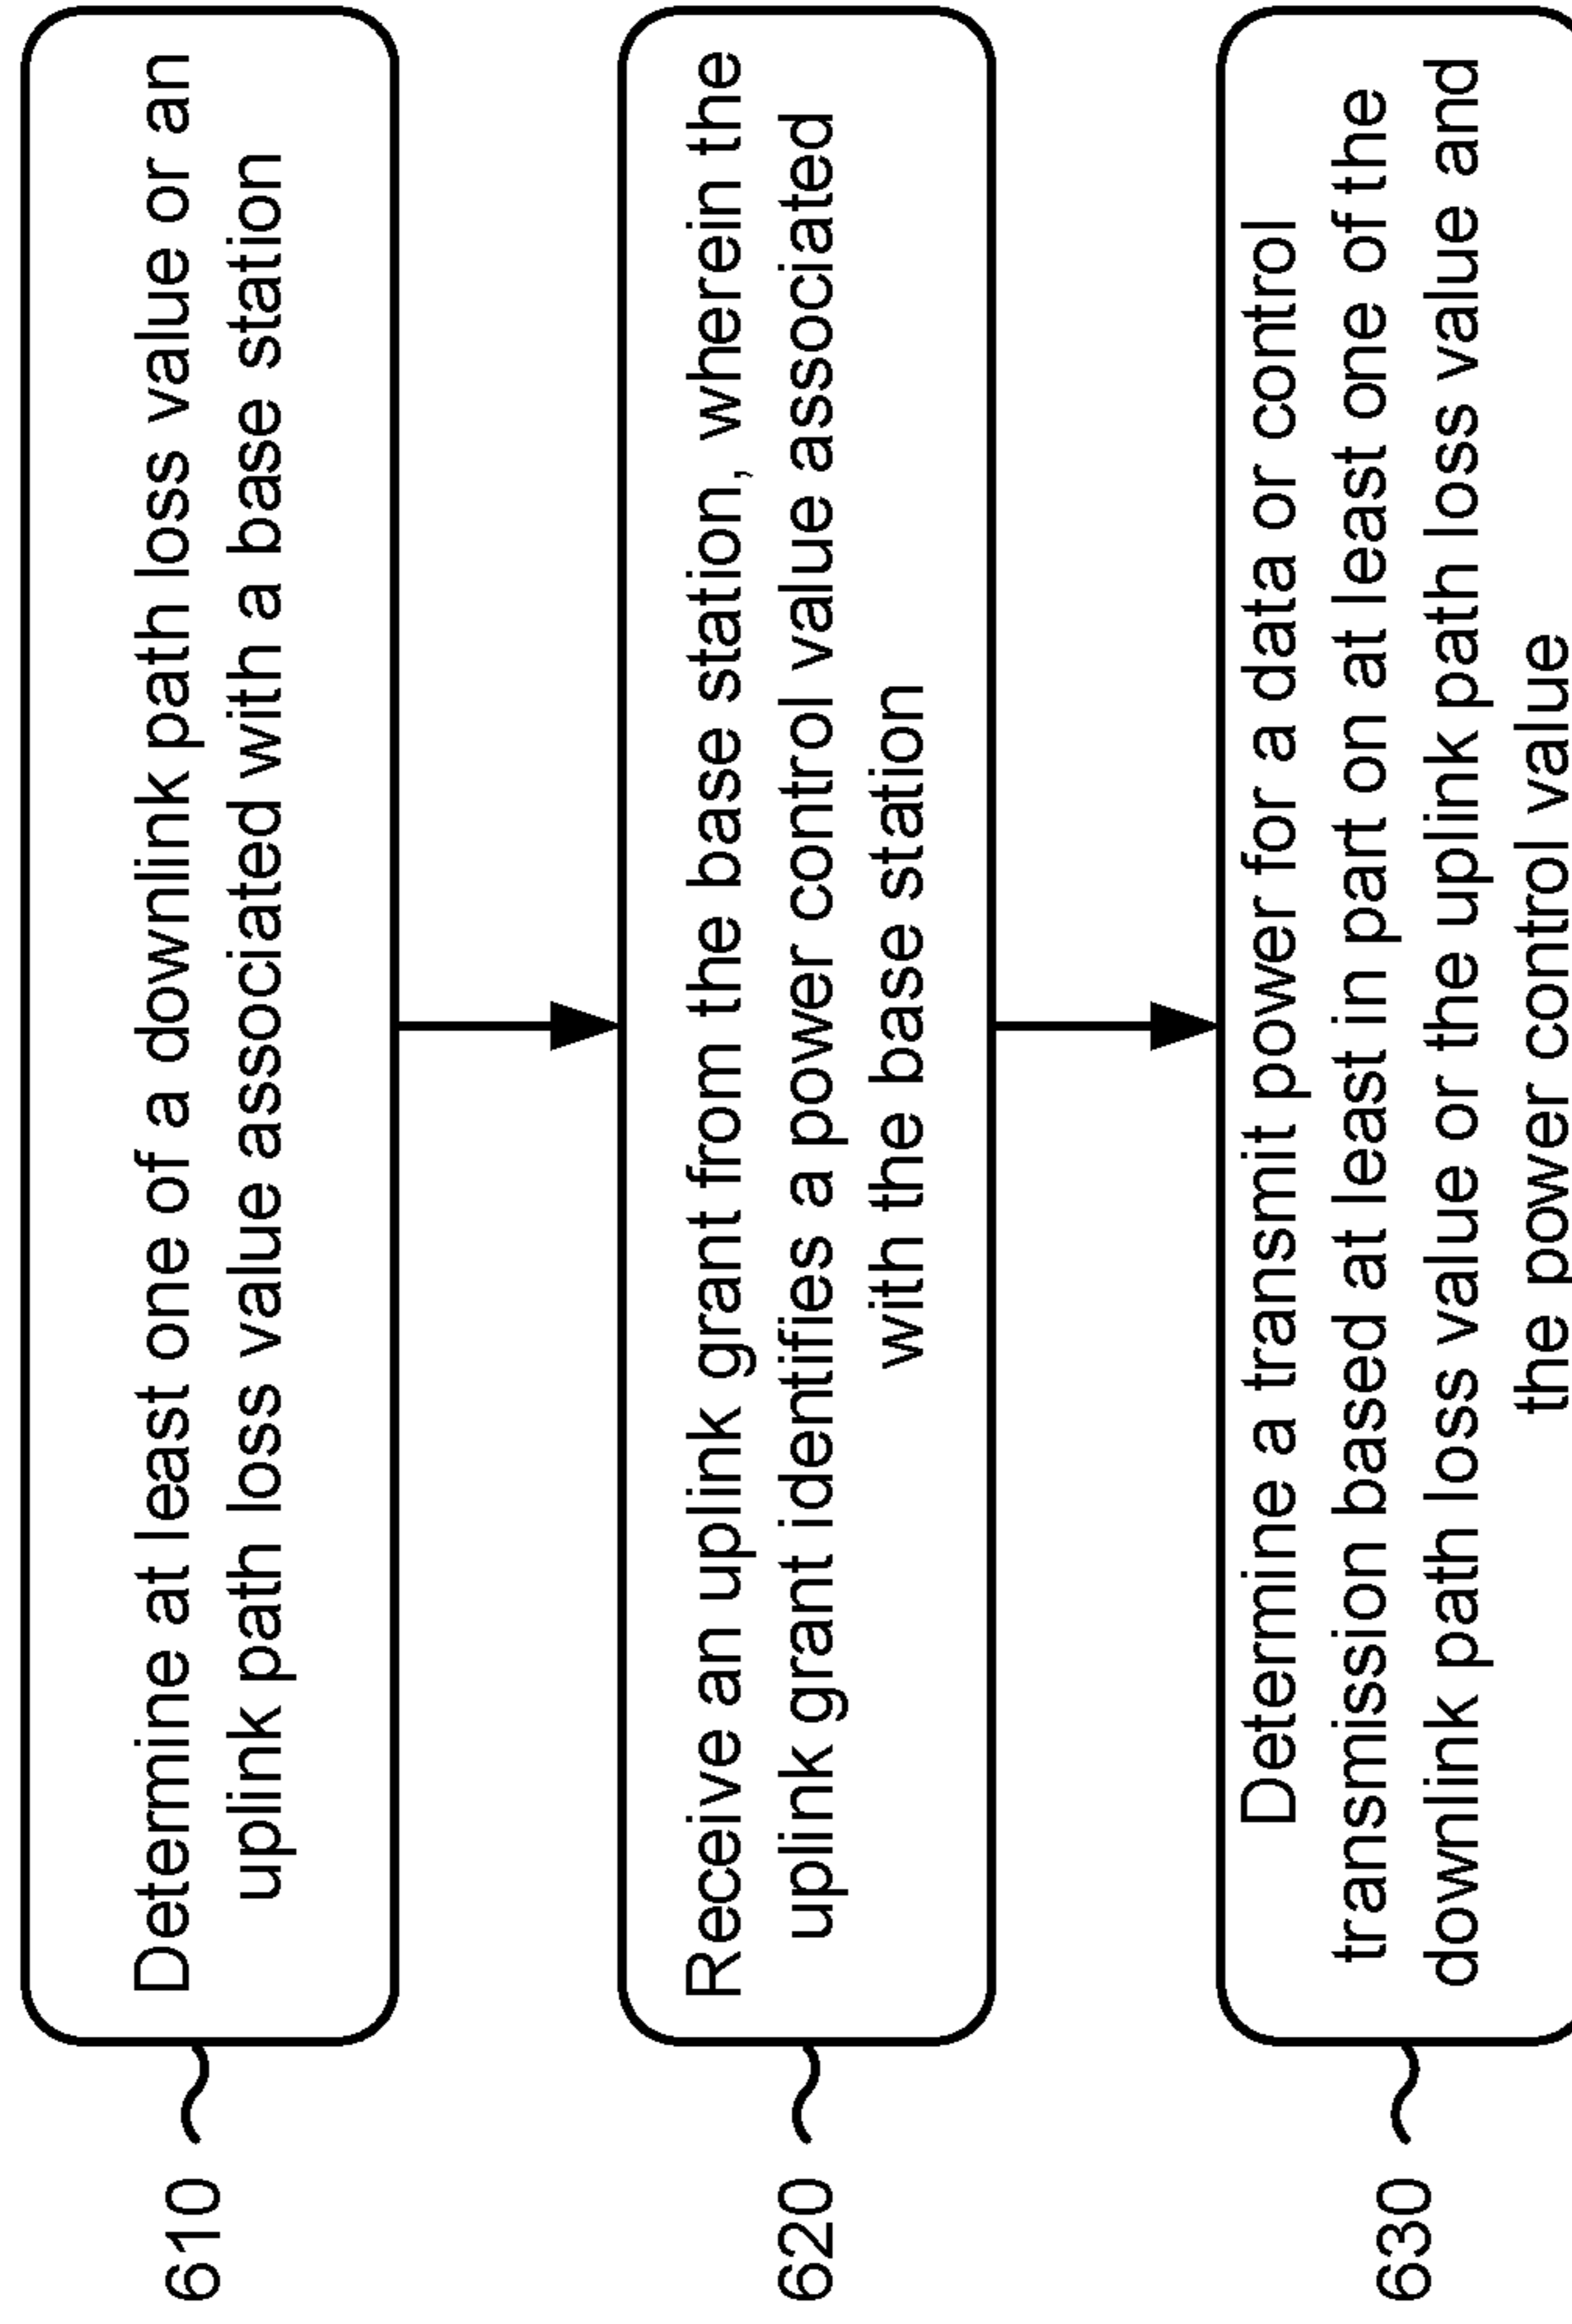 610
Determine at least one of a downlink path loss value or an
uplink path loss value associated with a base station
620
Receive an uplink grant from the base station, wherein the
uplink grant identifies a power control value associated
with the base station
630
Determine a transmit power for a data or control
transmission based at least in part on at least one of the
downlink path loss value or the uplink path loss value and
the power control value